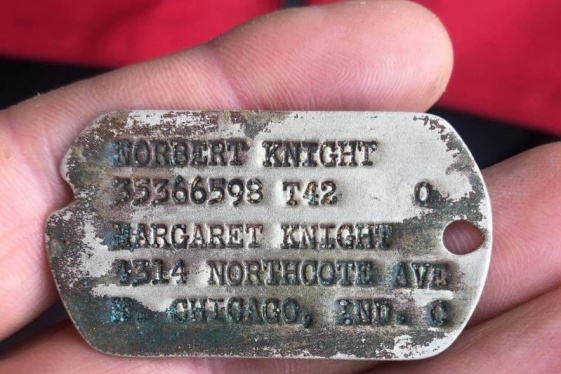 NORBERT KNIGHT
35366598 T42 O
MARGARET KNIGHT
4314 NORTHCOTE AVE
E. CHICAGO, IND. C